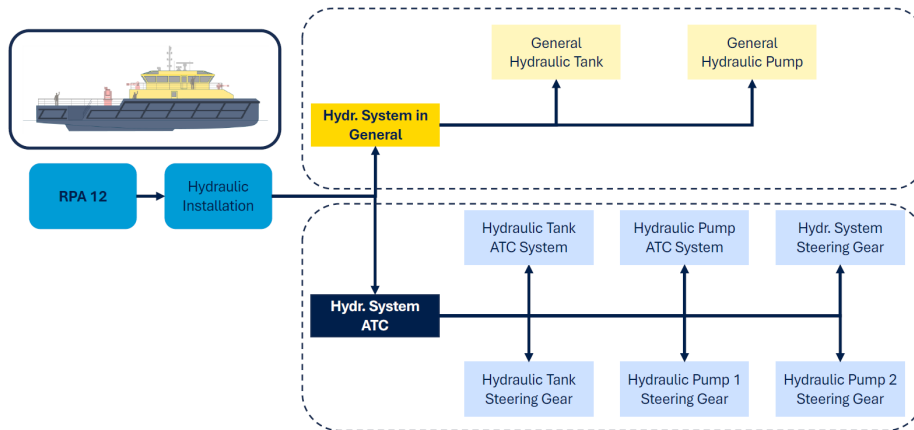 General
Hydraulic Tank
General
Hydraulic Pump
Hydr. System in
General
RPA 12
Hydraulic
Installation
Hydraulic Tank
ATC System
Hydraulic Pump
ATC System
Hydr. System
Steering Gear
Hydr. System
ATC
Hydraulic Tank
Steering Gear
Hydraulic Pump 1
Steering Gear
Hydraulic Pump 2
Steering Gear